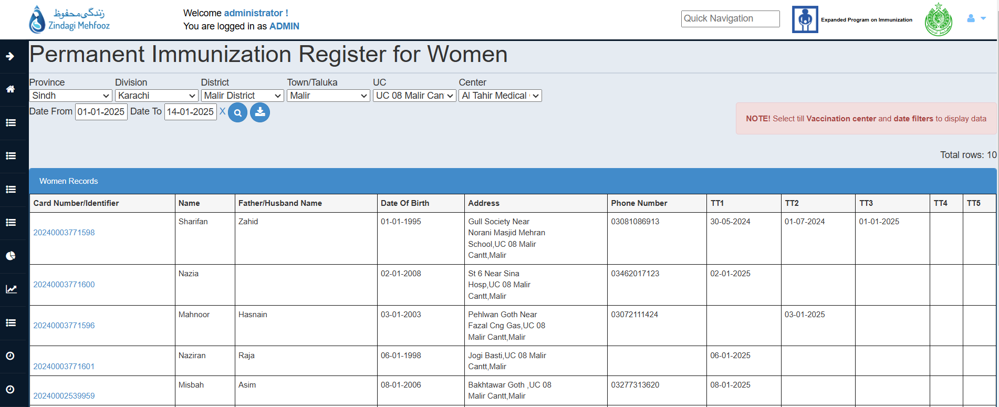 زندگی محفوظ
Zindagi Mehfooz
Welcome administrator !
You are logged in as ADMIN
Quick Navigation
Expanded Program on Immunization
Permanent Immunization Register for Women
Province Division District Town/Taluka UC Center
Sindh Karachi Malir District Malir UC 08 Malir Can Al Tahir Medical
Date From 01-01-2025 Date To 14-01-2025 X
NOTE! Select till Vaccination center and date filters to display data
Total rows: 10
Women Records
Card Number/Identifier Name Father/Husband Name Date Of Birth Address Phone Number TT1 TT2 TT3 TT4 TT5
Sharifan Zahid 01-01-1995 Gull Society Near 03081086913 30-05-2024 01-07-2024 01-01-2025
20240003771598 Norani Masjid Mehran
School,UC 08 Malir
Cantt,Malir
Nazia 02-01-2008 St 6 Near Sina 03462017123 02-01-2025
20240003771600 Hosp,UC 08 Malir
Cantt,Malir
Mahnoor Hasnain 03-01-2003 Pehlwan Goth Near 03072111424 03-01-2025
20240003771596 Fazal Cng Gas,UC 08
Malir Cantt,Malir
Naziran Raja 06-01-1998 Jogi Basti,UC 08 Malir 06-01-2025
20240003771601 Cantt,Malir
Misbah Asim 08-01-2006 Bakhtawar Goth ,UC 08 03277313620 08-01-2025
20240002539959 Malir Cantt,Malir